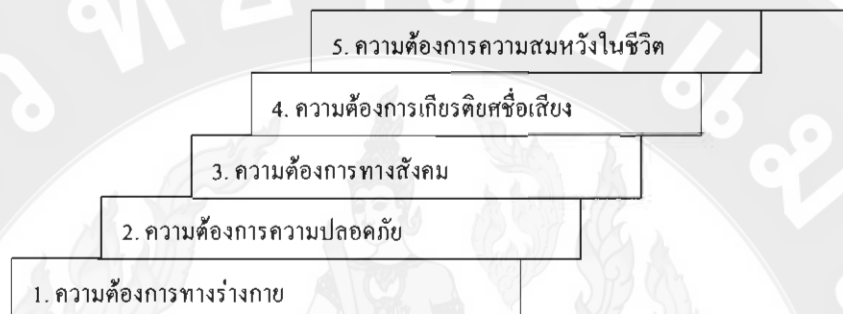 5. ความต้องการความสมหวังในชีวิต
4. ความต้องการเกียรติยศชื่อเสียง
3. ความต้องการทางสังคม
2. ความต้องการความปลอดภัย
1. ความต้องการทางร่างกาย